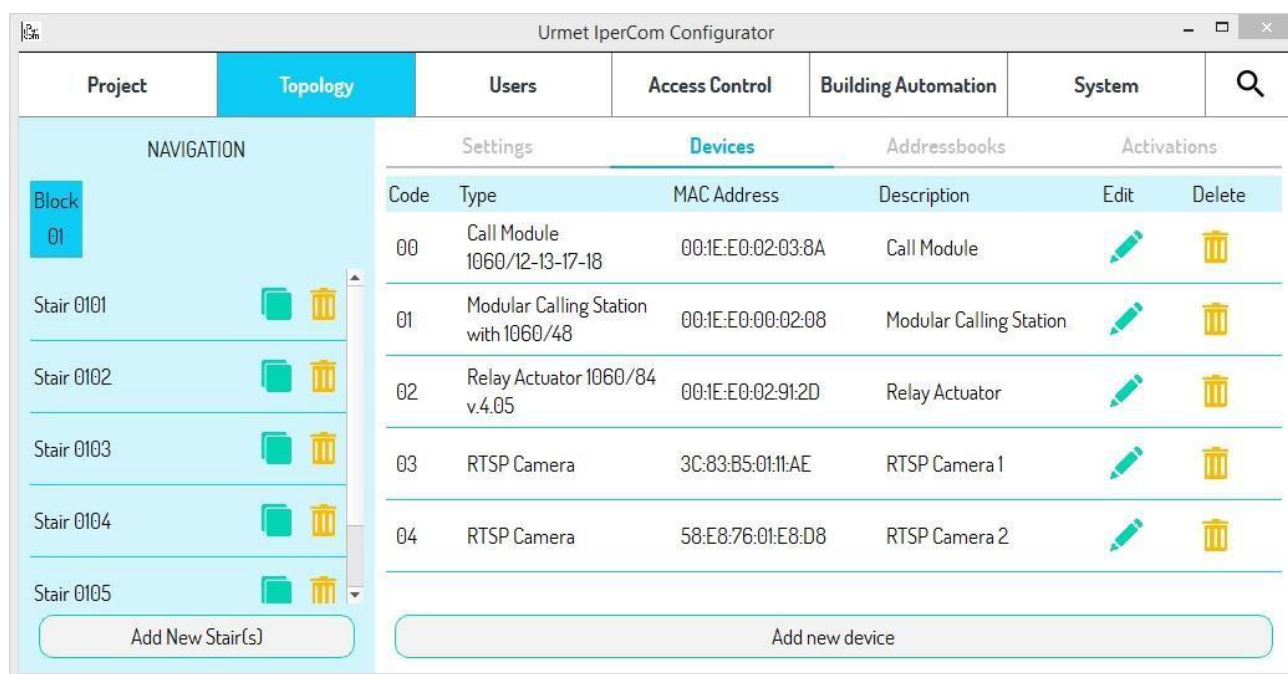 Urmet IperCom Configurator
Project Topology Users Access Control Building Automation System
NAVIGATION
Settings Devices Addressbooks Activations
Block
01
Code Type MAC Address Description Edit Delete
00 Call Module
1060/12-13-17-18 00:1E:E0:02:03:8A Call Module
01 Modular Calling Station
with 1060/48 00:1E:E0:00:02:08 Modular Calling Station
02 Relay Actuator 1060/84
v.4.05 00:1E:E0:02:91:2D Relay Actuator
03 RTSP Camera 3C:83:B5:01:11:AE RTSP Camera 1
04 RTSP Camera 58:E8:76:01:E8:D8 RTSP Camera 2
Stair 0101
Stair 0102
Stair 0103
Stair 0104
Stair 0105
Add New Stair(s)
Add new device